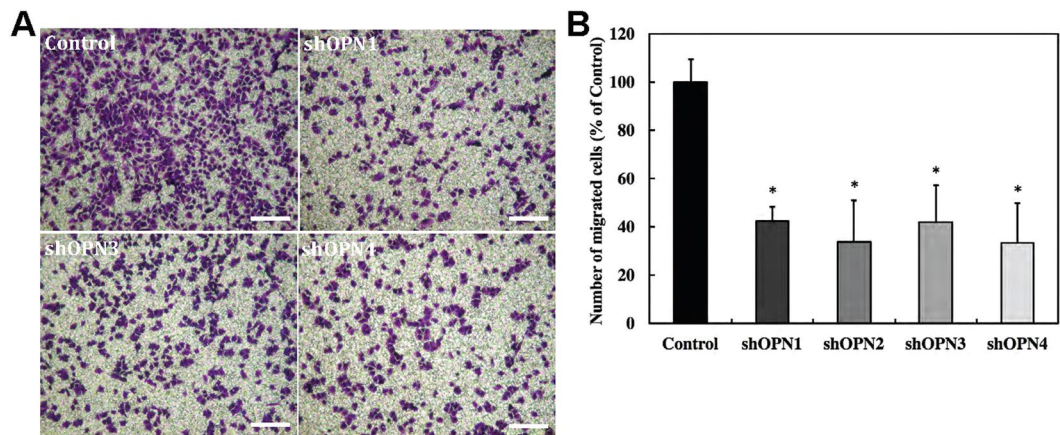 A
Control
shOPN1
shOPN3
shOPN4
B
Number of migrated cells (% of Control)
120
100
80
60
40
20
0
*
*
*
*
Control shOPN1 shOPN2 shOPN3 shOPN4